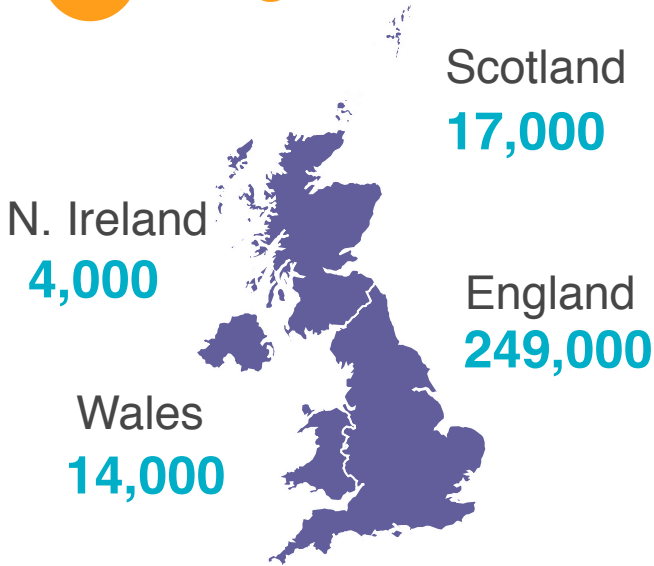 Scotland
17,000
N. Ireland
4,000
England
249,000
Wales
14,000